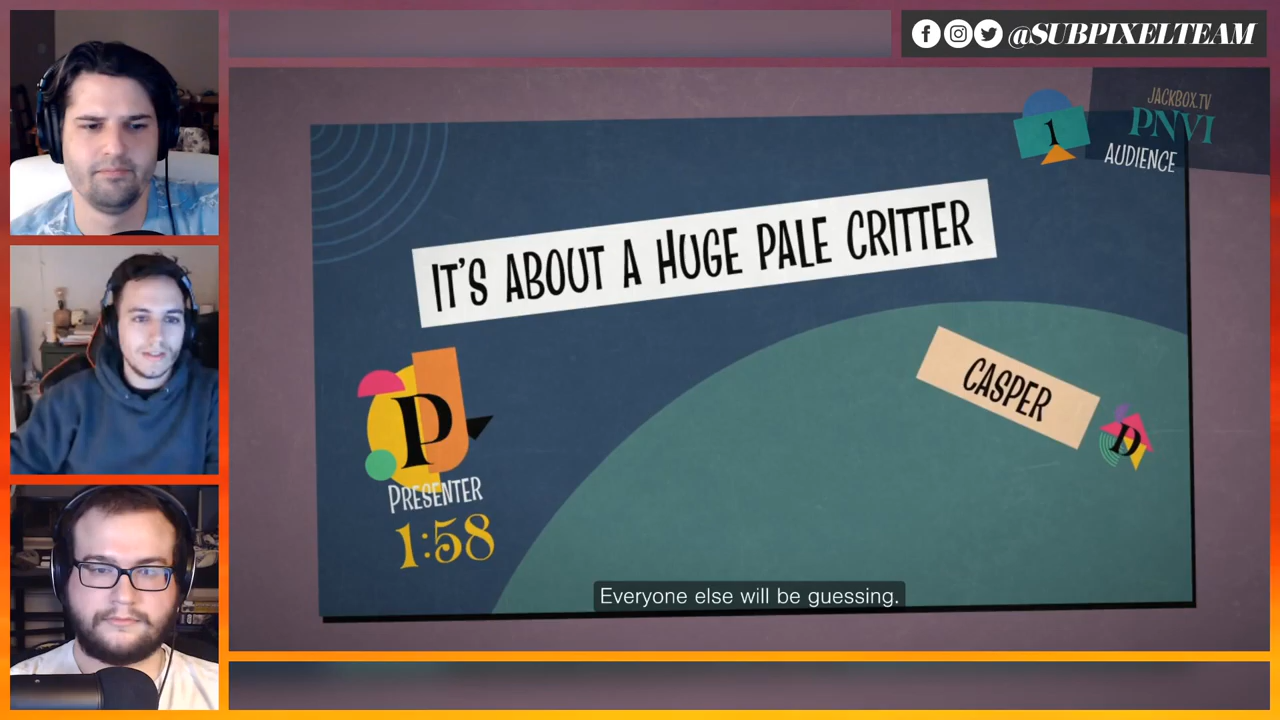 @SUBPIXELTEAM
JACKBOX.TV
PNVI
1
AUDIENCE
IT'S ABOUT A HUGE PALE CRITTER
CASPER
D
P
PRESENTER
1:58
Everyone else will be guessing.